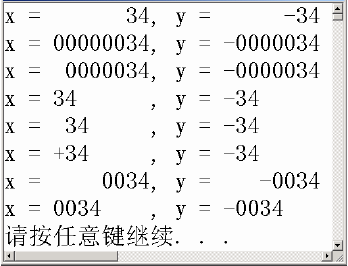 x =       34, y =      -34
x = 00000034, y = -0000034
x =  0000034, y = -0000034
x = 34      , y = -34
x =  34     , y = -34
x = +34     , y = -34
x =     0034, y =    -0034
x = 0034    , y = -0034
请按任意键继续. . .